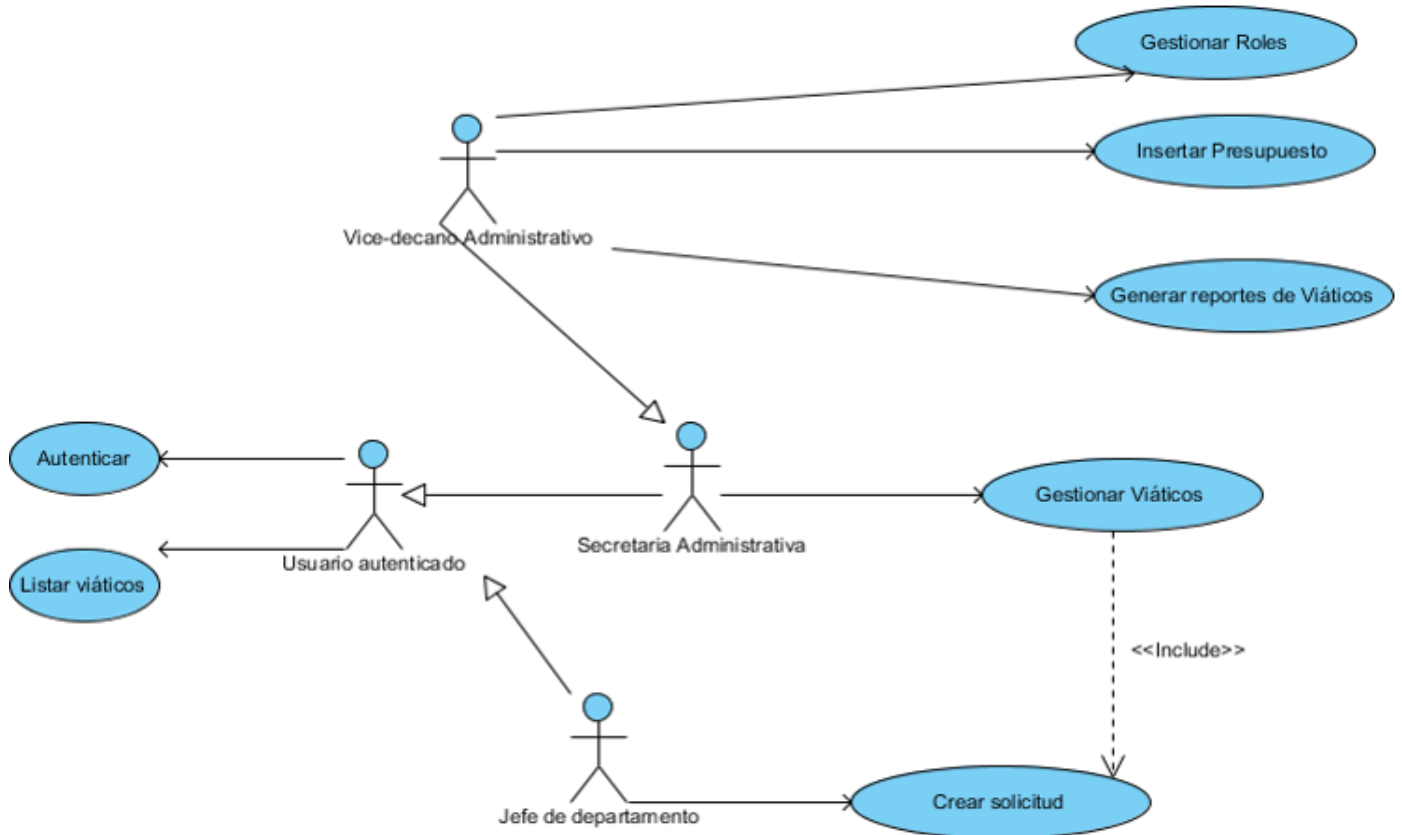 Gestionar Roles
Insertar Presupuesto
Vice-decano Administrativo
Generar reportes de Viáticos
Autenticar
Gestionar Viáticos
Secretaria Administrativa
Usuario autenticado
Listar viáticos
<<Include>>
Crear solicitud
Jefe de departamento